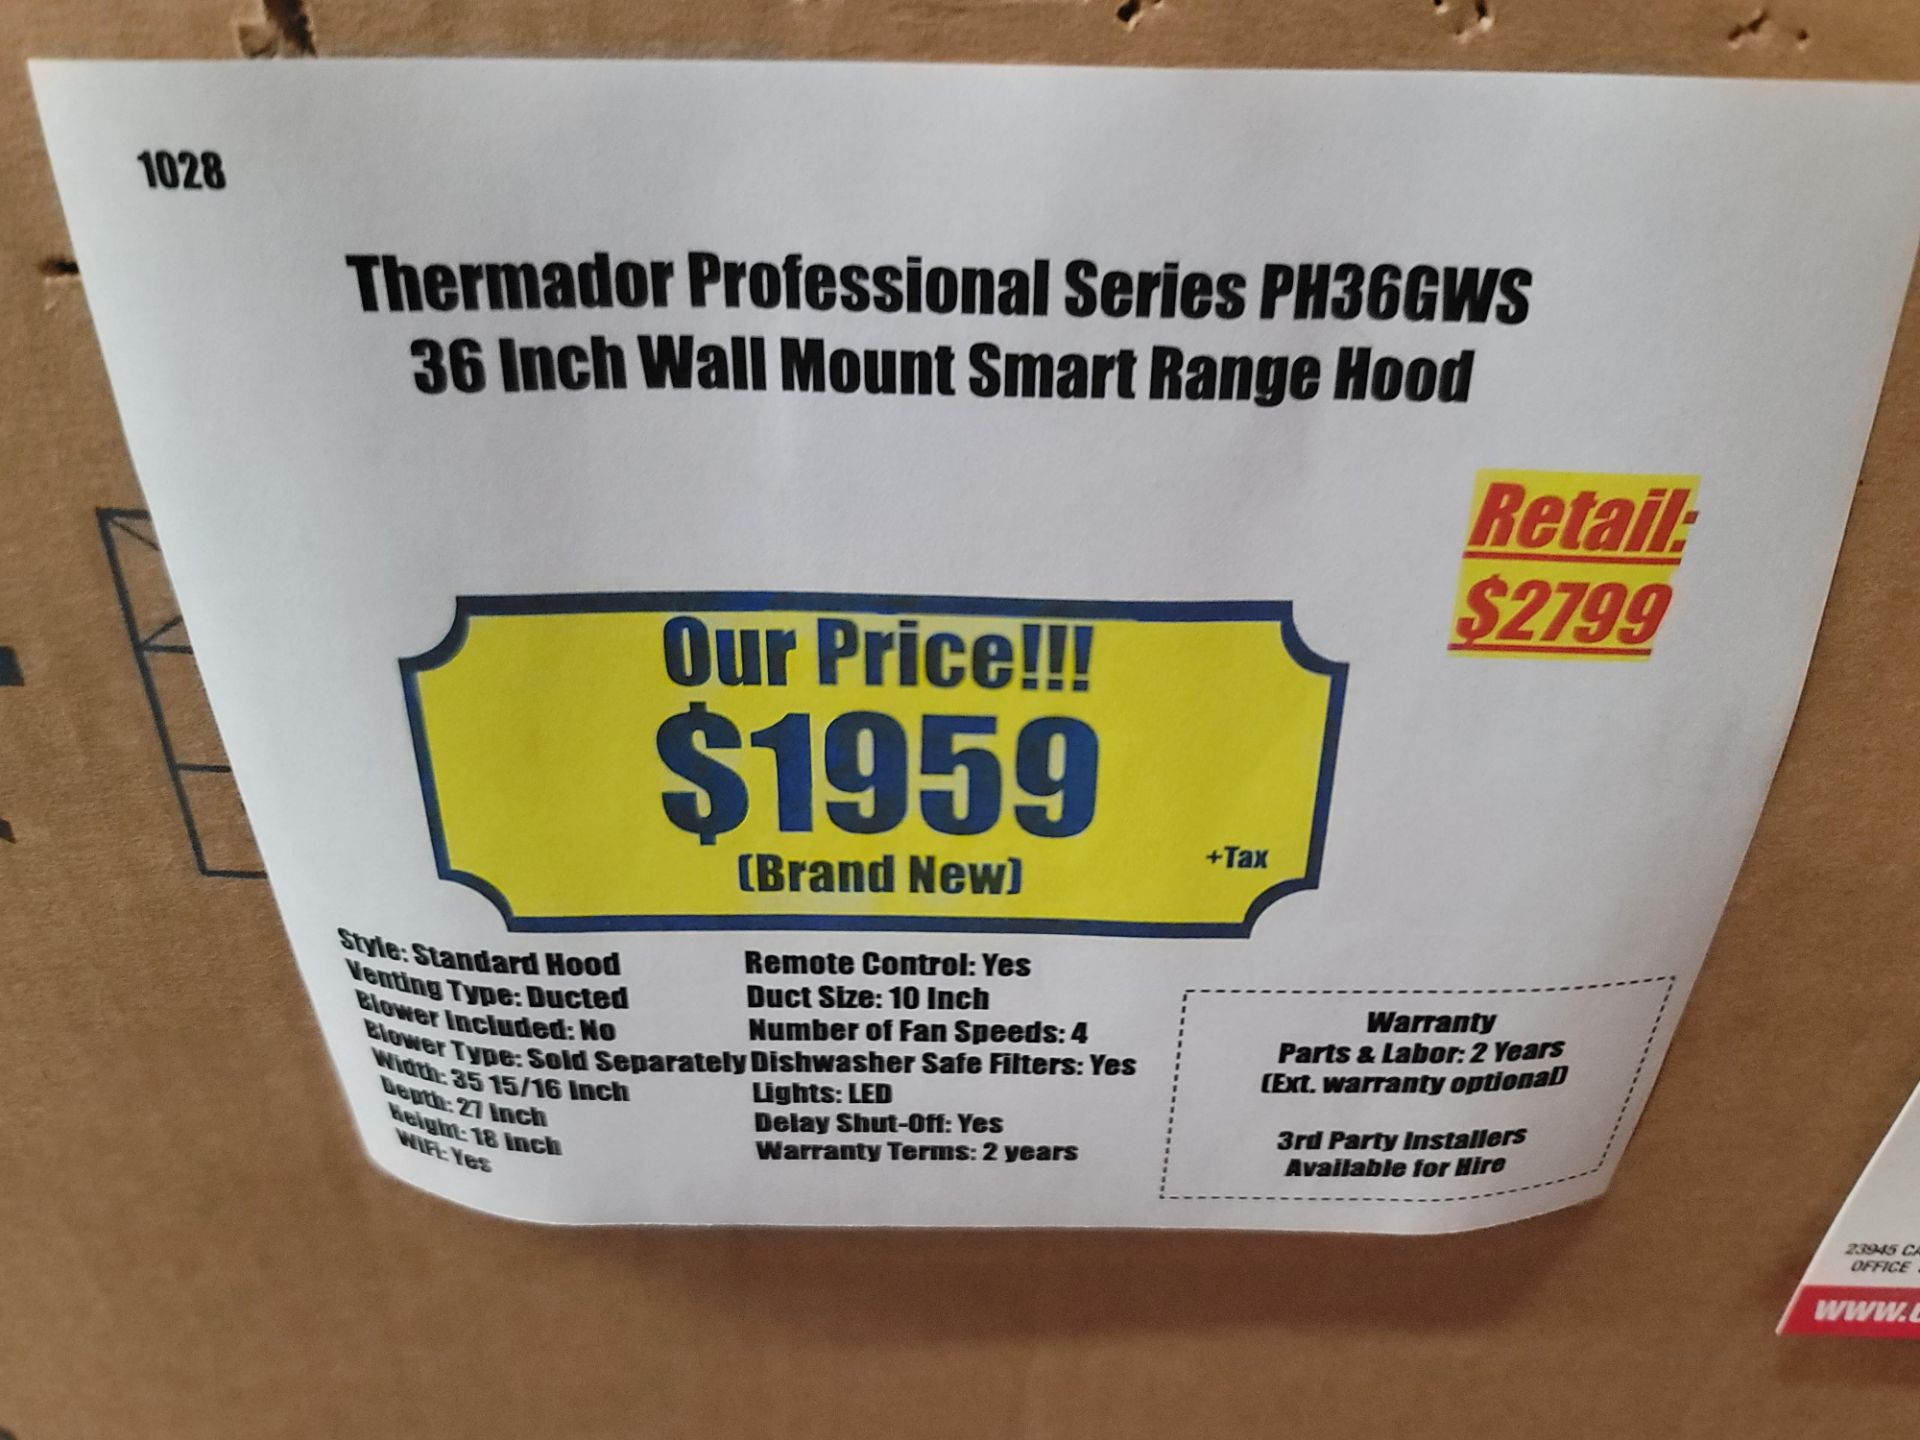 1028
Thermador Professional Series PH36GWS
36 Inch Wall Mount Smart Range Hood
Retail:
$2799
Our Price!!!
$1959
(Brand New)
+Tax
Style: Standard Hood
Venting Type: Ducted
Blower Included: No
Blower Type: Sold Separately
Width: 35 15/16 Inch
Depth: 27 Inch
Height: 18 Inch
WiFi: Yes
Remote Control: Yes
Duct Size: 10 Inch
Number of Fan Speeds: 4
Dishwasher Safe Filters: Yes
Lights: LED
Delay Shut-Off: Yes
Warranty Terms: 2 years
Warranty
Parts & Labor: 2 Years
(Ext. warranty optional)
3rd Party Installers
Available for Hire
23945
OFFICE
www.